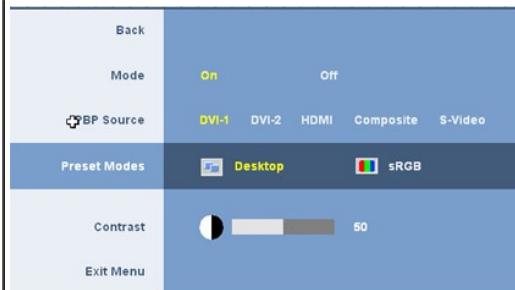 Back
Mode On Off
PBP Source DVI-1 DVI-2 HDMI Composite S-Video
Preset Modes Desktop sRGB
Contrast 50
Exit Menu